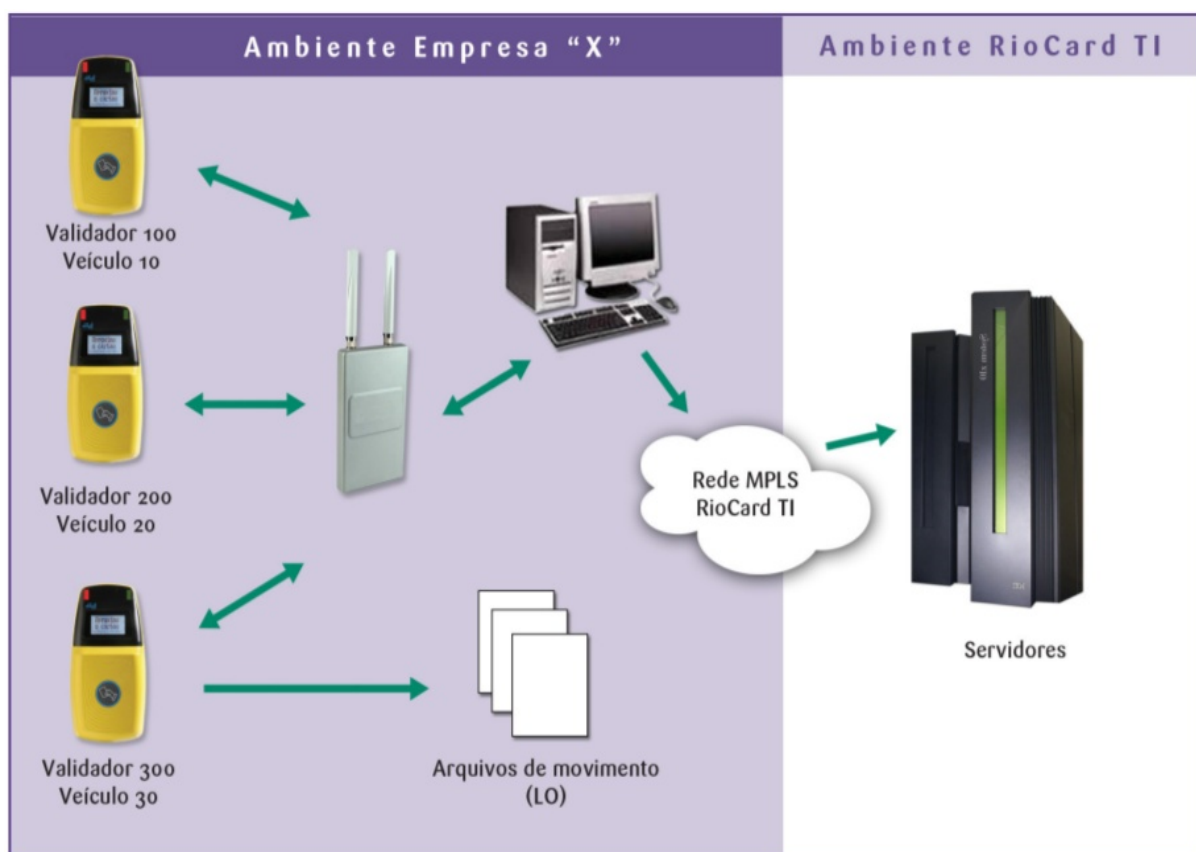 Ambiente Empresa “X”
Ambiente RioCard TI
Validador 100
Veículo 10
Validador 200
Veículo 20
Rede MPLS
RioCard TI
Servidores
Validador 300
Veículo 30
Arquivos de movimento
(LO)